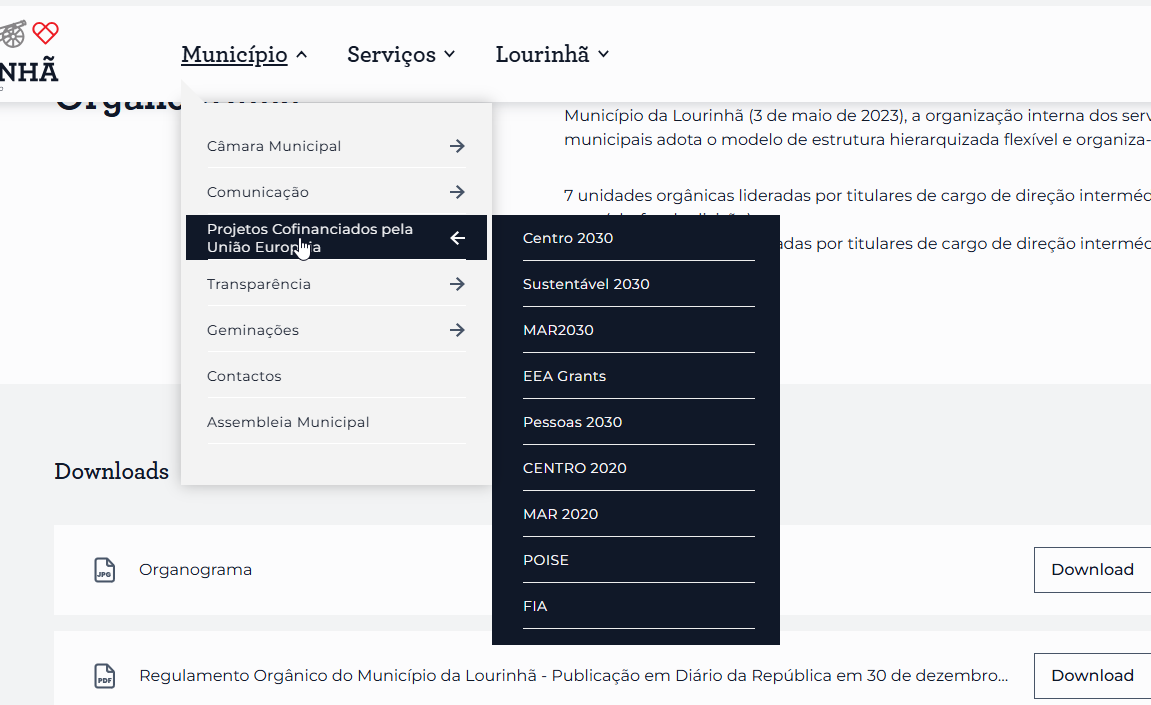 NHÃ
Município
Serviços
Lourinhã
Município da Lourinhã (3 de maio de 2023), a organização interna dos serv
municipais adota o modelo de estrutura hierarquizada flexível e organiza-
Câmara Municipal
7 unidades orgânicas lideradas por titulares de cargo de direção interméd
Comunicação
Projetos Cofinanciados pela
União Europeia
adas por titulares de cargo de direção interméd
Transparência
Geminações
Contactos
Assembleia Municipal
Centro 2030
Sustentável 2030
MAR2030
EEA Grants
Pessoas 2030
CENTRO 2020
MAR 2020
POISE
FIA
Downloads
JPG
Organograma
Download
PDF
Regulamento Orgânico do Município da Lourinhã - Publicação em Diário da República em 30 de dezembro...
Download